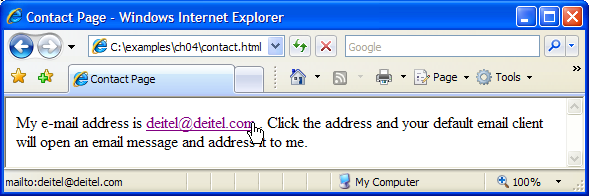 Contact Page - Windows Internet Explorer
C:\examples\ch04\contact.html
Google
Contact Page
Page
Tools
My e-mail address is deitel@deitel.com . Click the address and your default email client
will open an email message and address it to me.
mailto:deitel@deitel.com
My Computer
100%